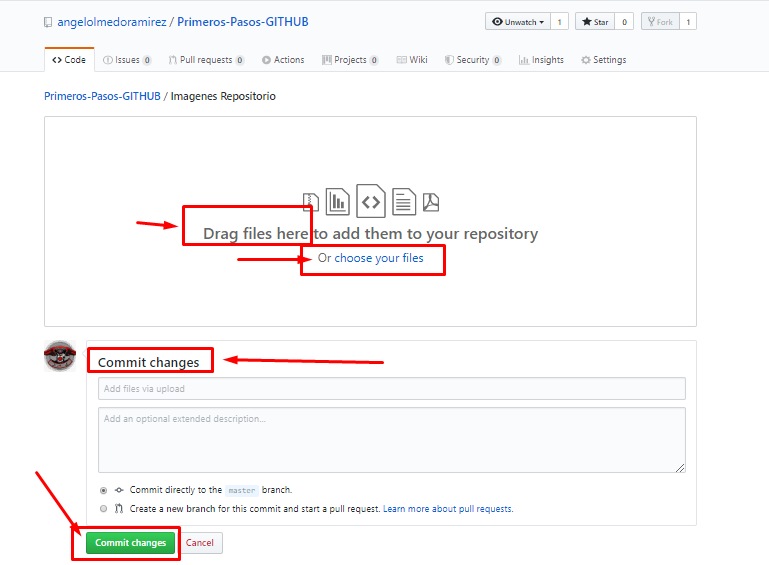 angelolmedoramirez / Primeros-Pasos-GITHUB
Unwatch 1 Star 0 Fork 1
Code Issues 0 Pull requests 0 Actions Projects 0 Wiki Security 0 Insights Settings
Primeros-Pasos-GITHUB / Imagenes Repositorio
Drag files here to add them to your repository
Or choose your files
Commit changes
Add files via upload
Add an optional extended description...
Commit directly to the master branch.
Create a new branch for this commit and start a pull request. Learn more about pull requests.
Commit changes Cancel